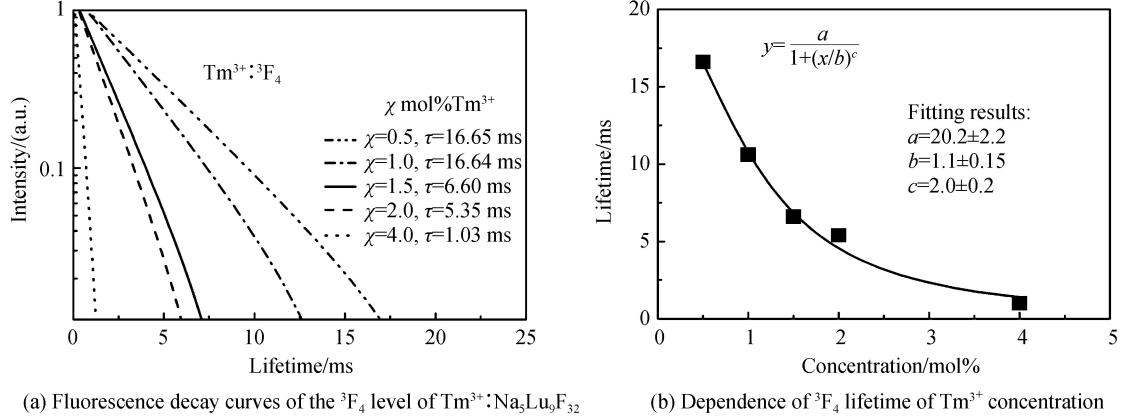 1
0.1
Intensity/(a.u.)
Tm³⁺:³F₄
χ mol%Tm³⁺
χ=0.5, τ=16.65 ms
χ=1.0, τ=16.64 ms
χ=1.5, τ=6.60 ms
χ=2.0, τ=5.35 ms
χ=4.0, τ=1.03 ms
0 5 10 15 20 25
Lifetime/ms
(a) Fluorescence decay curves of the ³F₄ level of Tm³⁺:Na₅Lu₉F₃₂
20
15
10
5
0
Lifetime/ms
y=a/(1+(x/b)ᶜ)
Fitting results:
a=20.2±2.2
b=1.1±0.15
c=2.0±0.2
0 1 2 3 4 5
Concentration/mol%
(b) Dependence of ³F₄ lifetime of Tm³⁺ concentration